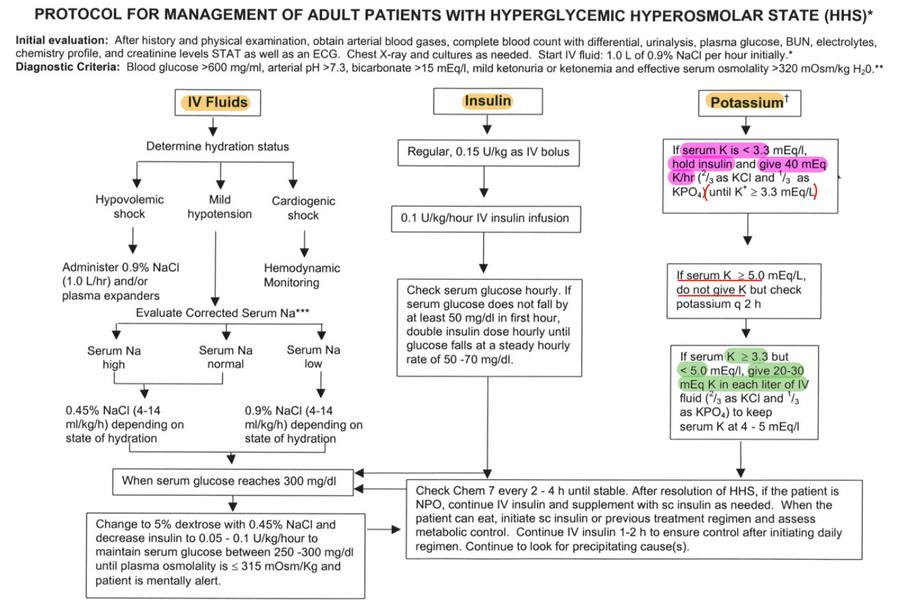 PROTOCOL FOR MANAGEMENT OF ADULT PATIENTS WITH HYPERGLYCEMIC HYPEROSMOLAR STATE (HHS)*
Initial evaluation: After history and physical examination, obtain arterial blood gases, complete blood count with differential, urinalysis, plasma glucose, BUN, electrolytes,
chemistry profile, and creatinine levels STAT as well as an ECG. Chest X-ray and cultures as needed. Start IV fluid: 1.0 L of 0.9% NaCl per hour initially.*
Diagnostic Criteria: Blood glucose >600 mg/ml, arterial pH >7.3, bicarbonate >15 mEq/l, mild ketonuria or ketonemia and effective serum osmolality >320 mOsm/kg H₂0.**
IV Fluids
Determine hydration status
Hypovolemic
shock
Mild
hypotension
Cardiogenic
shock
Administer 0.9% NaCl
(1.0 L/hr) and/or
plasma expanders
Hemodynamic
Monitoring
Evaluate Corrected Serum Na***
Serum Na
high
Serum Na
normal
Serum Na
low
0.45% NaCl (4-14
ml/kg/h) depending on
state of hydration
0.9% NaCl (4-14
ml/kg/h) depending on
state of hydration
When serum glucose reaches 300 mg/dl
Change to 5% dextrose with 0.45% NaCl and
decrease insulin to 0.05 - 0.1 U/kg/hour to
maintain serum glucose between 250 -300 mg/dl
until plasma osmolality is ≤ 315 mOsm/Kg and
patient is mentally alert.
Insulin
Regular, 0.15 U/kg as IV bolus
0.1 U/kg/hour IV insulin infusion
Check serum glucose hourly. If
serum glucose does not fall by
at least 50 mg/dl in first hour,
double insulin dose hourly until
glucose falls at a steady hourly
rate of 50 -70 mg/dl.
Potassium†
If serum K is < 3.3 mEq/l,
hold insulin and give 40 mEq
K/hr (²/₃ as KCl and ¹/₃ as
KPO₄)(until K⁺ ≥ 3.3 mEq/L)
If serum K ≥ 5.0 mEq/L,
do not give K but check
potassium q 2 h
If serum K ≥ 3.3 but
< 5.0 mEq/l, give 20-30
mEq K in each liter of IV
fluid (²/₃ as KCl and ¹/₃
as KPO₄) to keep
serum K at 4 - 5 mEq/l
Check Chem 7 every 2 - 4 h until stable. After resolution of HHS, if the patient is
NPO, continue IV insulin and supplement with sc insulin as needed. When the
patient can eat, initiate sc insulin or previous treatment regimen and assess
metabolic control. Continue IV insulin 1-2 h to ensure control after initiating daily
regimen. Continue to look for precipitating cause(s).